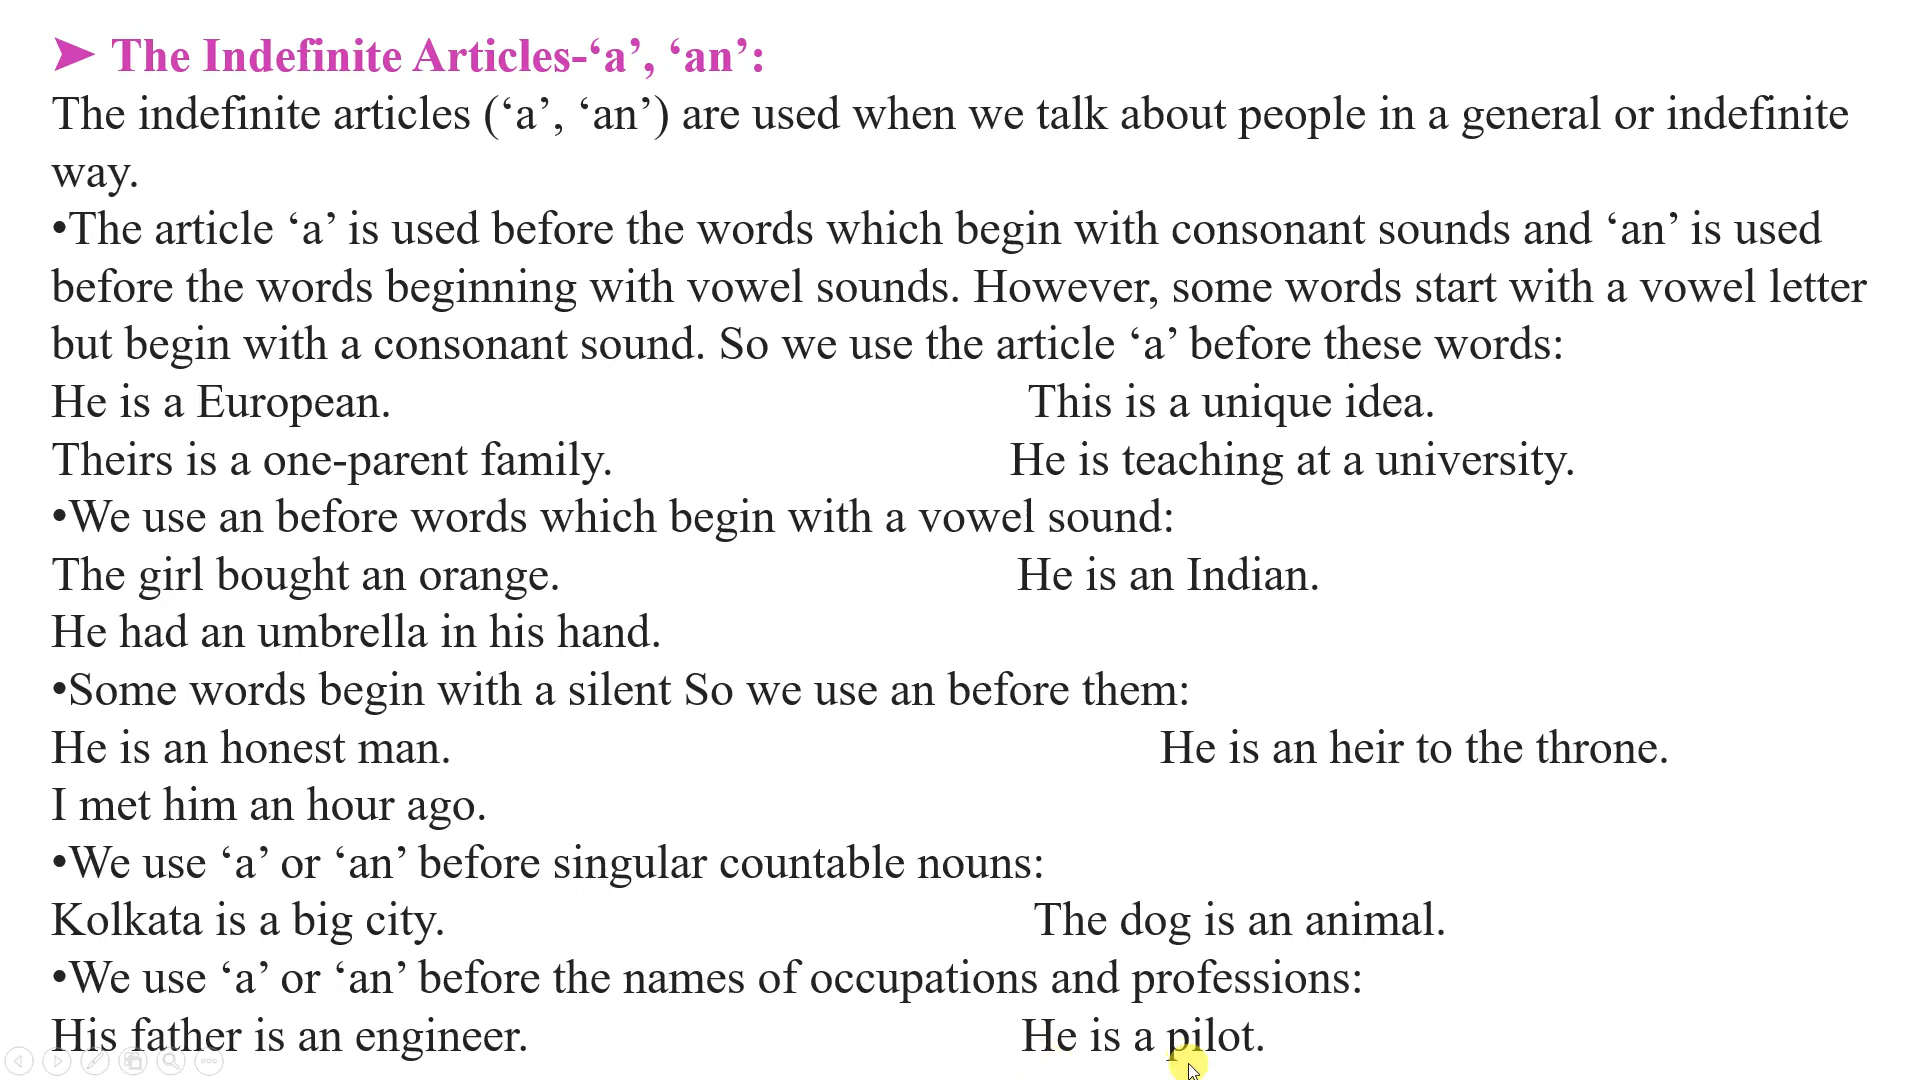 ➤ The Indefinite Articles-‘a’, ‘an’:
The indefinite articles (‘a’, ‘an’) are used when we talk about people in a general or indefinite
way.
•The article ‘a’ is used before the words which begin with consonant sounds and ‘an’ is used
before the words beginning with vowel sounds. However, some words start with a vowel letter
but begin with a consonant sound. So we use the article ‘a’ before these words:
He is a European. This is a unique idea.
Theirs is a one-parent family. He is teaching at a university.
•We use an before words which begin with a vowel sound:
The girl bought an orange. He is an Indian.
He had an umbrella in his hand.
•Some words begin with a silent So we use an before them:
He is an honest man. He is an heir to the throne.
I met him an hour ago.
•We use ‘a’ or ‘an’ before singular countable nouns:
Kolkata is a big city. The dog is an animal.
•We use ‘a’ or ‘an’ before the names of occupations and professions:
His father is an engineer. He is a pilot.